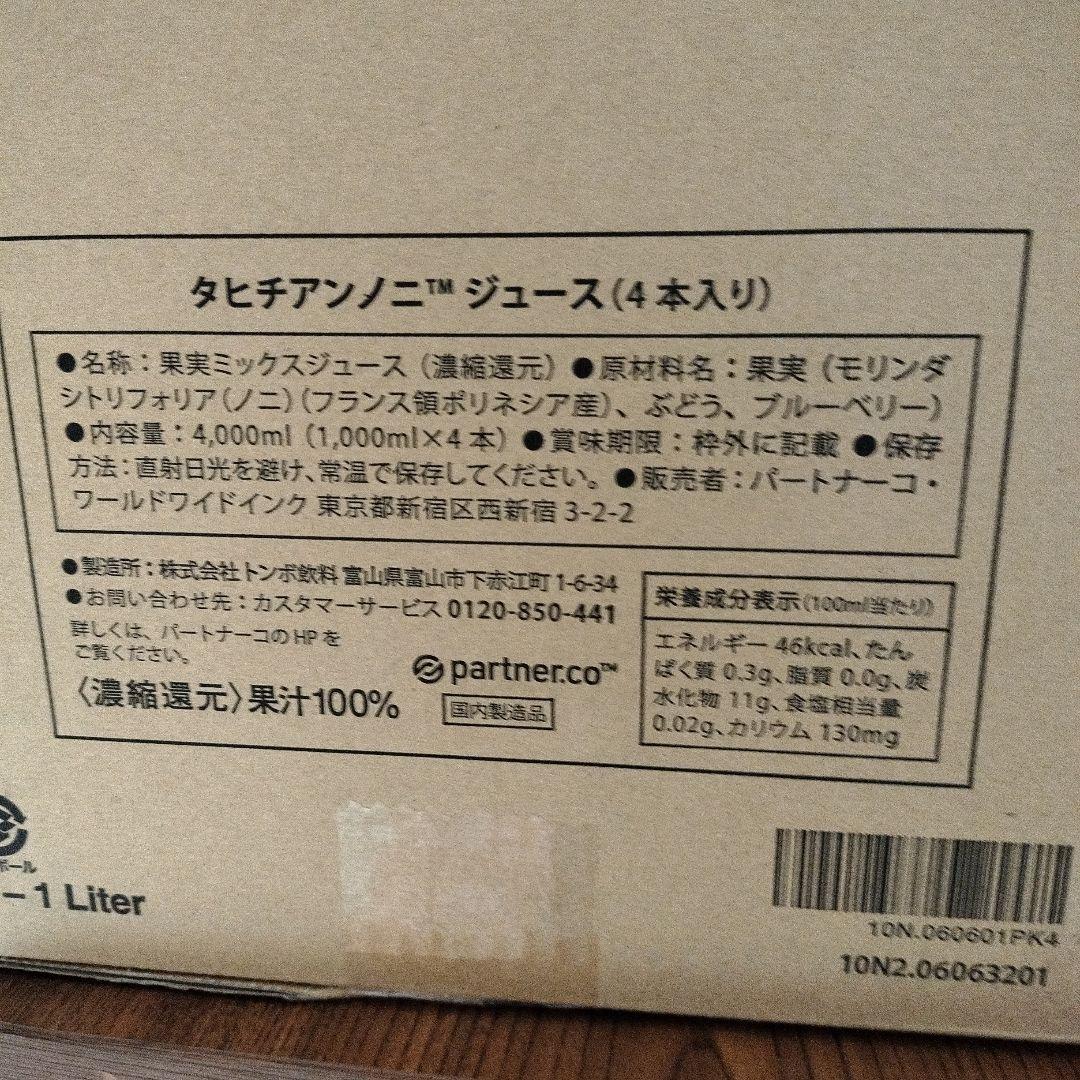 タヒチアンノニ™ ジュース(4 本入り)
●名称：果実ミックスジュース（濃縮還元）●原材料名：果実（モリンダ
シトリフォリア(ノニ)(フランス領ポリネシア産)、ぶどう、ブルーベリー)
●内容量：4,000ml（1,000ml×4 本）●賞味期限：枠外に記載 ●保存
方法：直射日光を避け、常温で保存してください。●販売者：パートナーコ・
ワールドワイドインク 東京都新宿区西新宿 3-2-2
●製造所：株式会社トンボ飲料 富山県富山市下赤江町 1-6-34
●お問い合わせ先：カスタマーサービス 0120-850-441
詳しくは、パートナーコの HP を
ご覧ください。
partner.co™
〈濃縮還元〉果汁100%
国内製造品
栄養成分表示(100ml当たり)
エネルギー 46kcal、たん
ぱく質 0.3g、脂質 0.0g、炭
水化物 11g、食塩相当量
0.02g、カリウム 130mg
ボール
– 1 Liter
10N.060601PK4
10N2.06063201